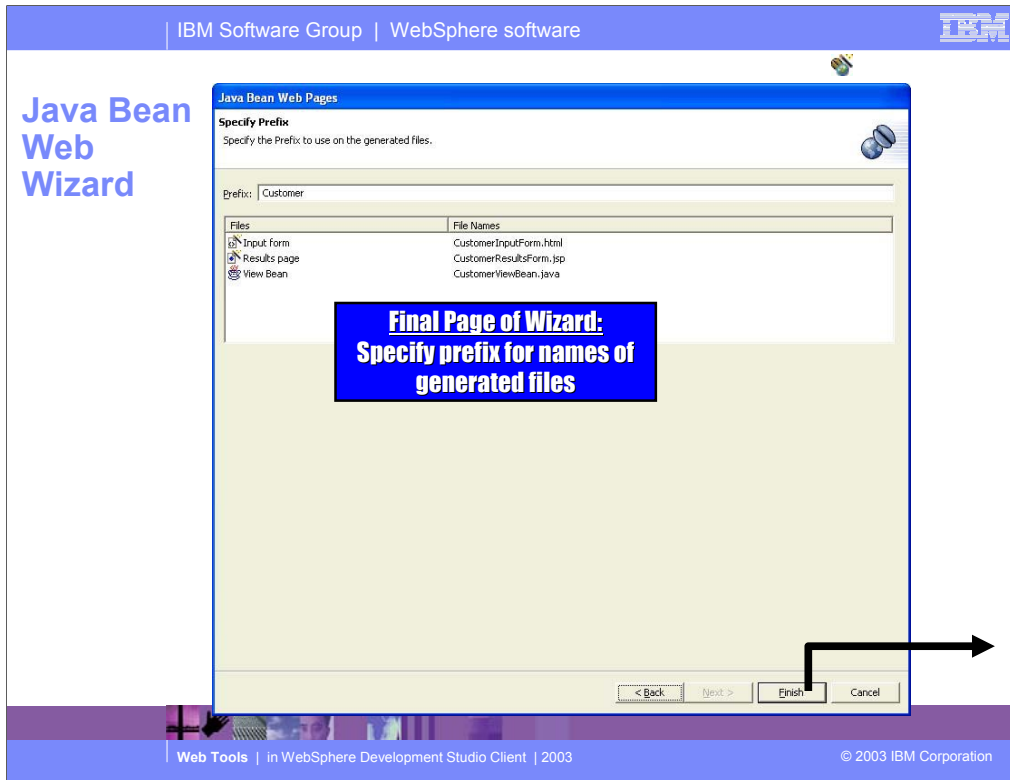 IBM Software Group | WebSphere software
IBM
Java Bean
Web
Wizard
Java Bean Web Pages
Specify Prefix
Specify the Prefix to use on the generated files.
Prefix: Customer
Files File Names
Input form CustomerInputForm.html
Results page CustomerResultsForm.jsp
View Bean CustomerViewBean.java
Final Page of Wizard:
Specify prefix for names of
generated files
< Back Next > Finish Cancel
Web Tools | in WebSphere Development Studio Client | 2003
© 2003 IBM Corporation